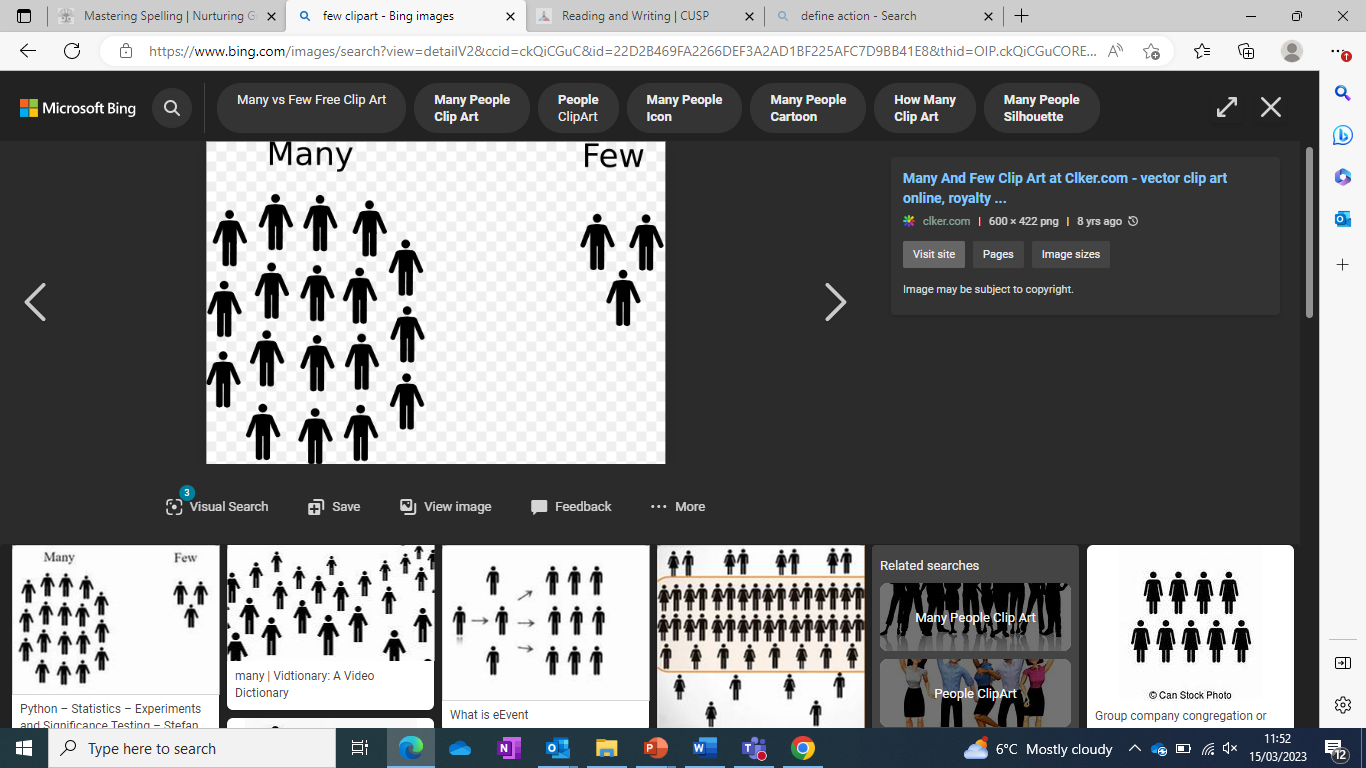 Mastering Spelling | Nurturing G
few clipart - Bing images
Reading and Writing | CUSP
define action - Search
https://www.bing.com/images/search?view=detailV2&ccid=ckQiCGuC&id=22D2B469FA2266DEF3A2AD1BF225AFC7D9BB41E8&thid=OIP.ckQiCGuCORE...
Microsoft Bing
Many vs Few Free Clip Art
Many People
Clip Art
People
ClipArt
Many People
Icon
Many People
Cartoon
How Many
Clip Art
Many People
Silhouette
Many
Few
Many And Few Clip Art at Clker.com - vector clip art
online, royalty ...
clker.com | 600 × 422 png | 8 yrs ago
Visit site
Pages
Image sizes
Image may be subject to copyright.
3
Visual Search
Save
View image
Feedback
More
Many
Few
Python – Statistics – Experiments
and Significance Testing – Stefan
many | Vidtionary: A Video
Dictionary
What is eEvent
Related searches
Many People Clip Art
People ClipArt
© Can Stock Photo
Group company congregation or
Type here to search
6°C Mostly cloudy
11:52
15/03/2023
12